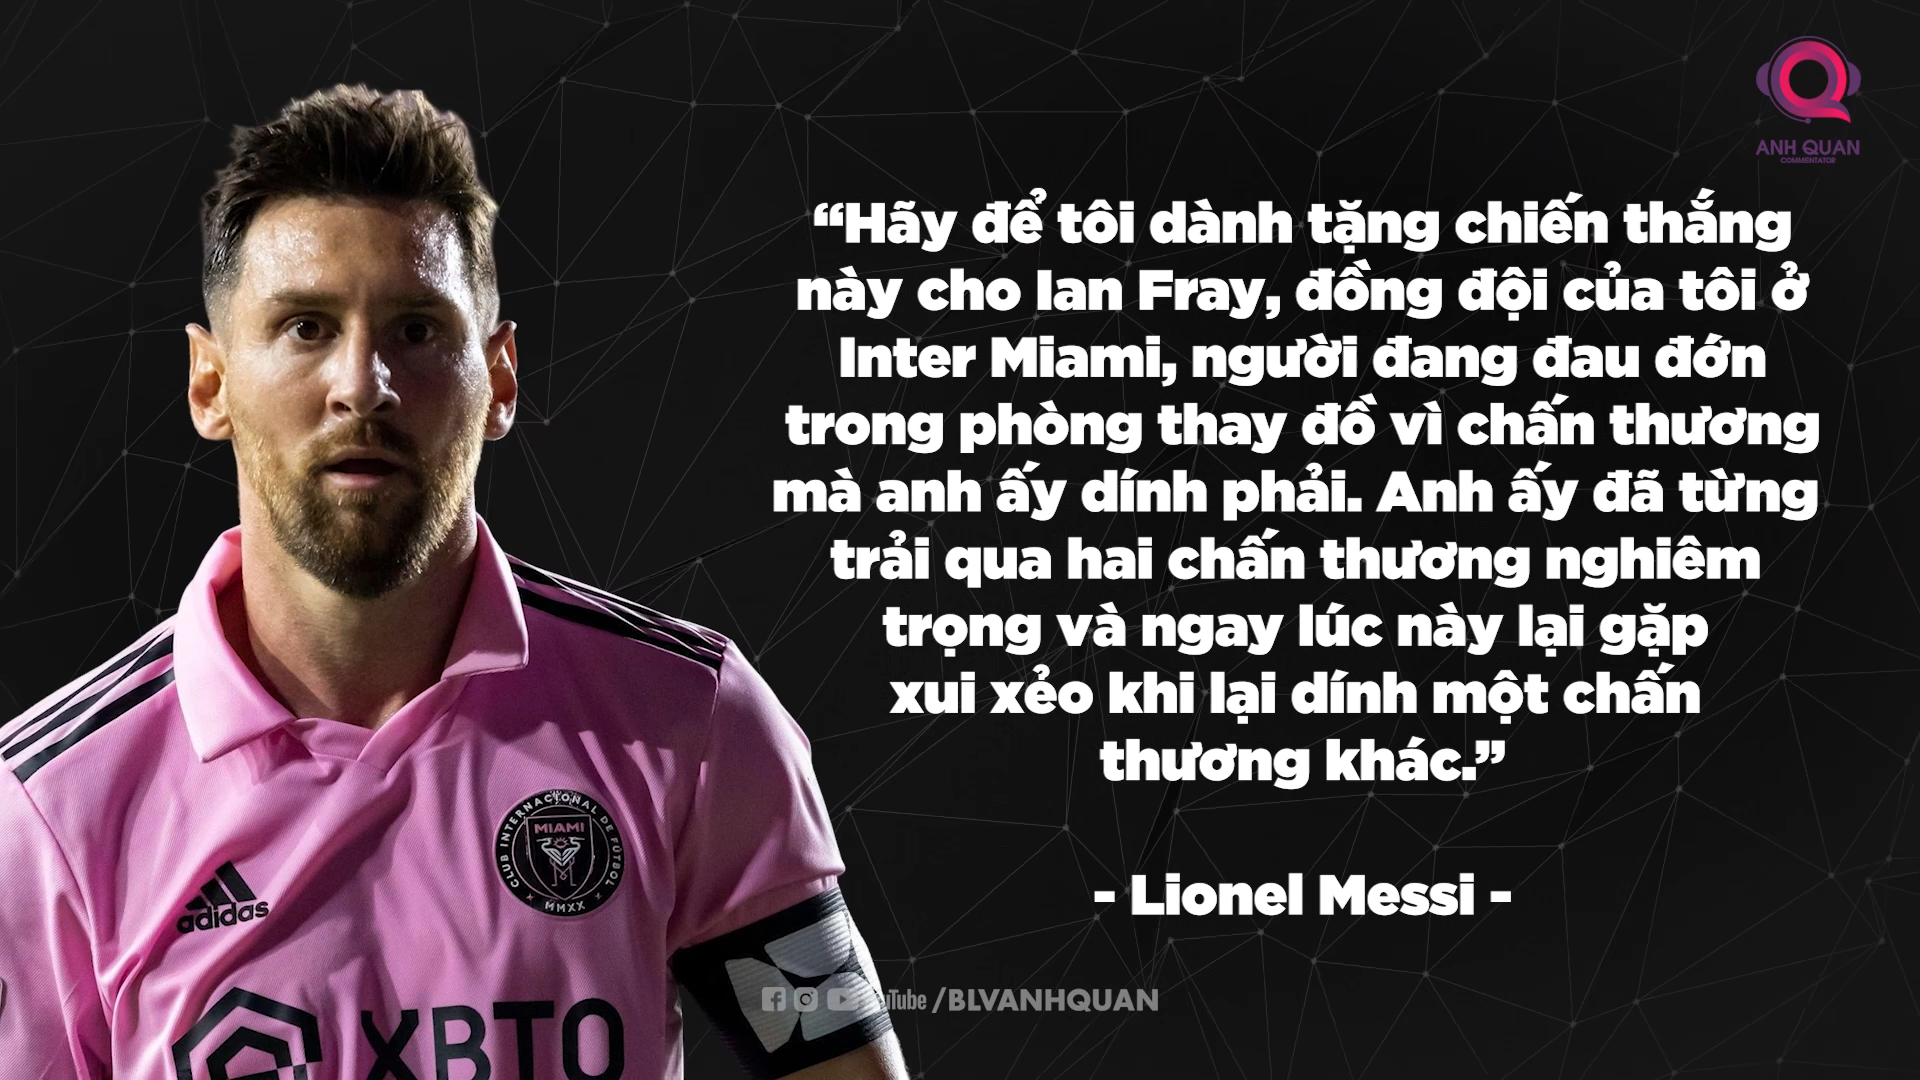 ANH QUAN
COMMENTATOR
“Hãy để tôi dành tặng chiến thắng
này cho Ian Fray, đồng đội của tôi ở
Inter Miami, người đang đau đớn
trong phòng thay đồ vì chấn thương
mà anh ấy dính phải. Anh ấy đã từng
trải qua hai chấn thương nghiêm
trọng và ngay lúc này lại gặp
xui xẻo khi lại dính một chấn
thương khác.”
- Lionel Messi -
CLUB INTERNACIONAL DE FÚTBOL
MIAMI
MMXX
adidas
XBTO
/BLVANHQUAN